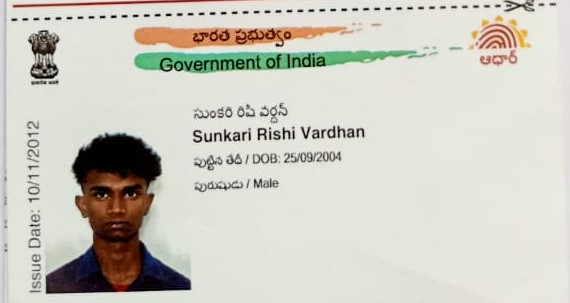 భారత ప్రభుత్వం
Government of India
ఆధార్
సుంకరి రిషి వర్ధన్
Sunkari Rishi Vardhan
పుట్టిన తేదీ / DOB: 25/09/2004
పురుషుడు / Male
Issue Date: 10/11/2012